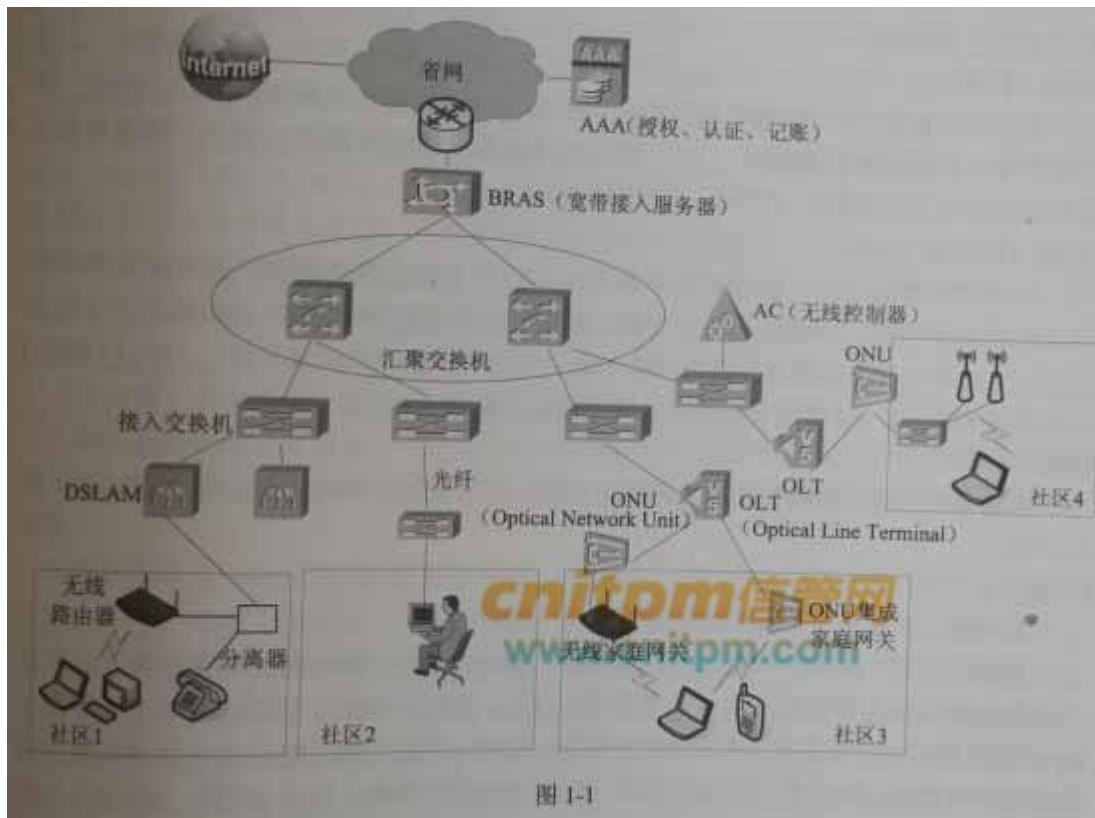 Internet
省网
AAA
AAA(授权、认证、记账)
BRAS(宽带接入服务器)
AC(无线控制器)
汇聚交换机
ONU
接入交换机
DSLAM
光纤
ONU
(Optical Network Unit)
OLT
(Optical Line Terminal)
OLT
社区4
无线
路由器
分离器
社区1
社区2
cnitpm信管网
www.cnitpm.com
无线家庭网关
ONU集成
家庭网关
社区3
图 1-1